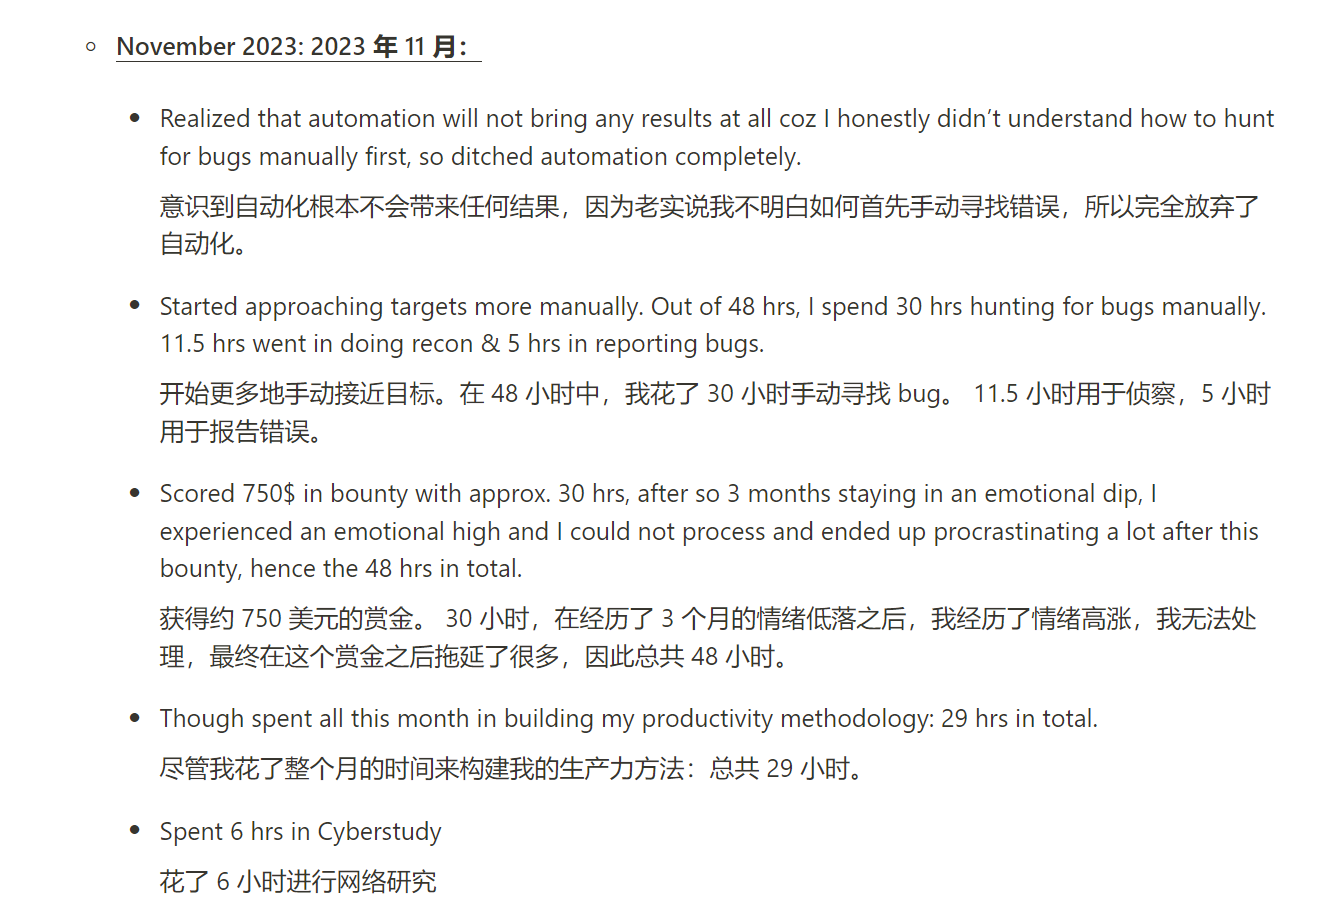 November 2023: 2023 年 11 月：
Realized that automation will not bring any results at all coz I honestly didn’t understand how to hunt
for bugs manually first, so ditched automation completely.
意识到自动化根本不会带来任何结果，因为老实说我不明白如何首先手动寻找错误，所以完全放弃了
自动化。
Started approaching targets more manually. Out of 48 hrs, I spend 30 hrs hunting for bugs manually.
11.5 hrs went in doing recon & 5 hrs in reporting bugs.
开始更多地手动接近目标。在 48 小时中，我花了 30 小时手动寻找 bug。 11.5 小时用于侦察，5 小时
用于报告错误。
Scored 750$ in bounty with approx. 30 hrs, after so 3 months staying in an emotional dip, I
experienced an emotional high and I could not process and ended up procrastinating a lot after this
bounty, hence the 48 hrs in total.
获得约 750 美元的赏金。 30 小时，在经历了 3 个月的情绪低落之后，我经历了情绪高涨，我无法处
理，最终在这个赏金之后拖延了很多，因此总共 48 小时。
Though spent all this month in building my productivity methodology: 29 hrs in total.
尽管我花了整个月的时间来构建我的生产力方法：总共 29 小时。
Spent 6 hrs in Cyberstudy
花了 6 小时进行网络研究